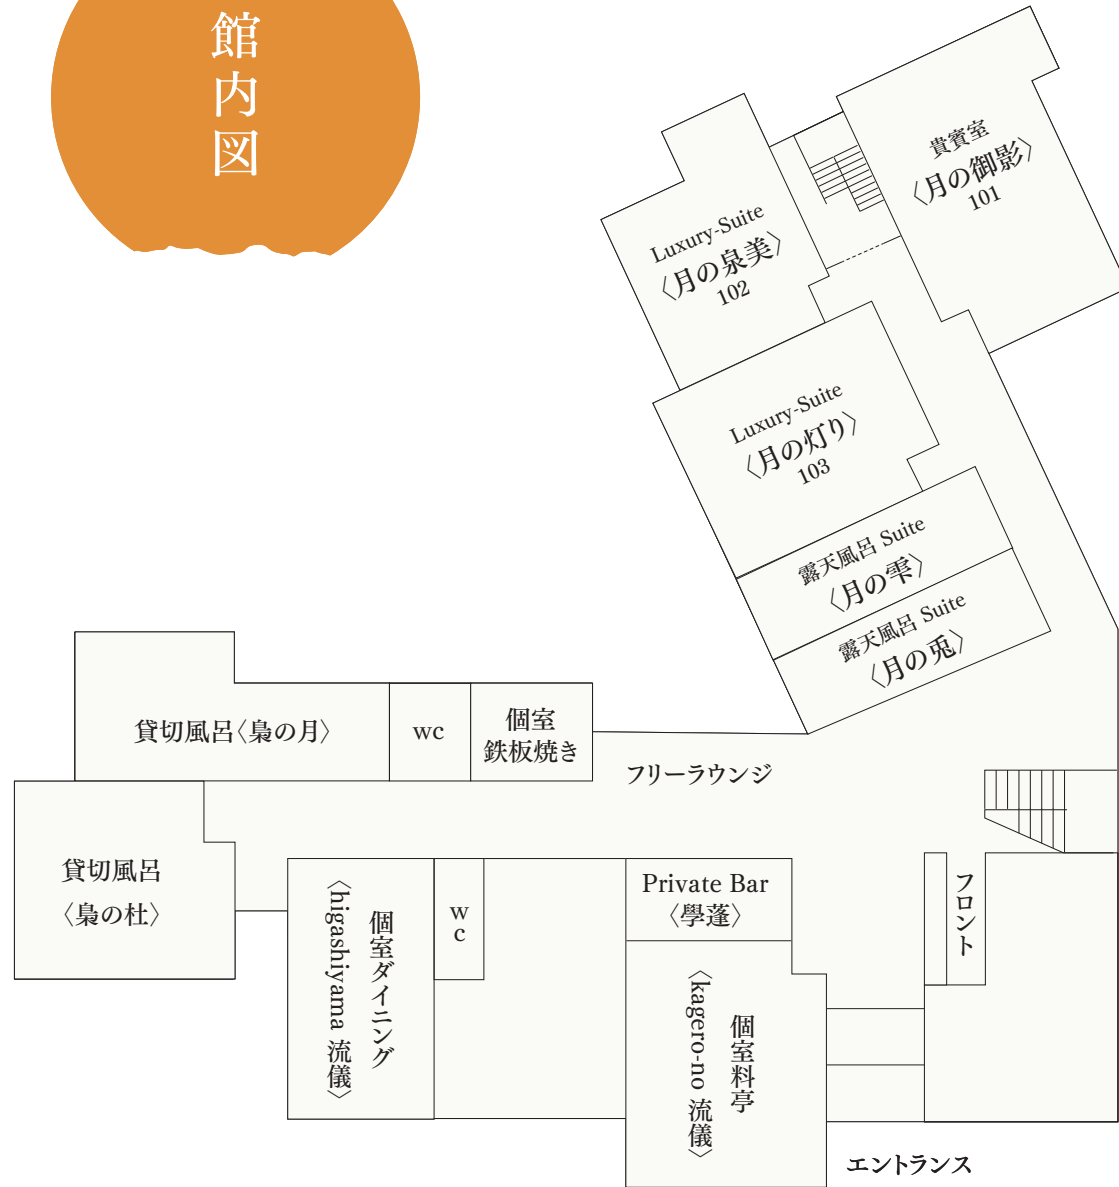 館内図
貴賓室
〈月の御影〉
101
Luxury-Suite
〈月の泉美〉
102
Luxury-Suite
〈月の灯り〉
103
露天風呂 Suite
〈月の雫〉
露天風呂 Suite
〈月の兎〉
貸切風呂〈梟の月〉
wc
個室
鉄板焼き
フリーラウンジ
貸切風呂
〈梟の杜〉
個室ダイニング
〈higashiyama 流儀〉
wc
Private Bar
〈學蓬〉
個室料亭
〈kagero-no 流儀〉
フロント
エントランス